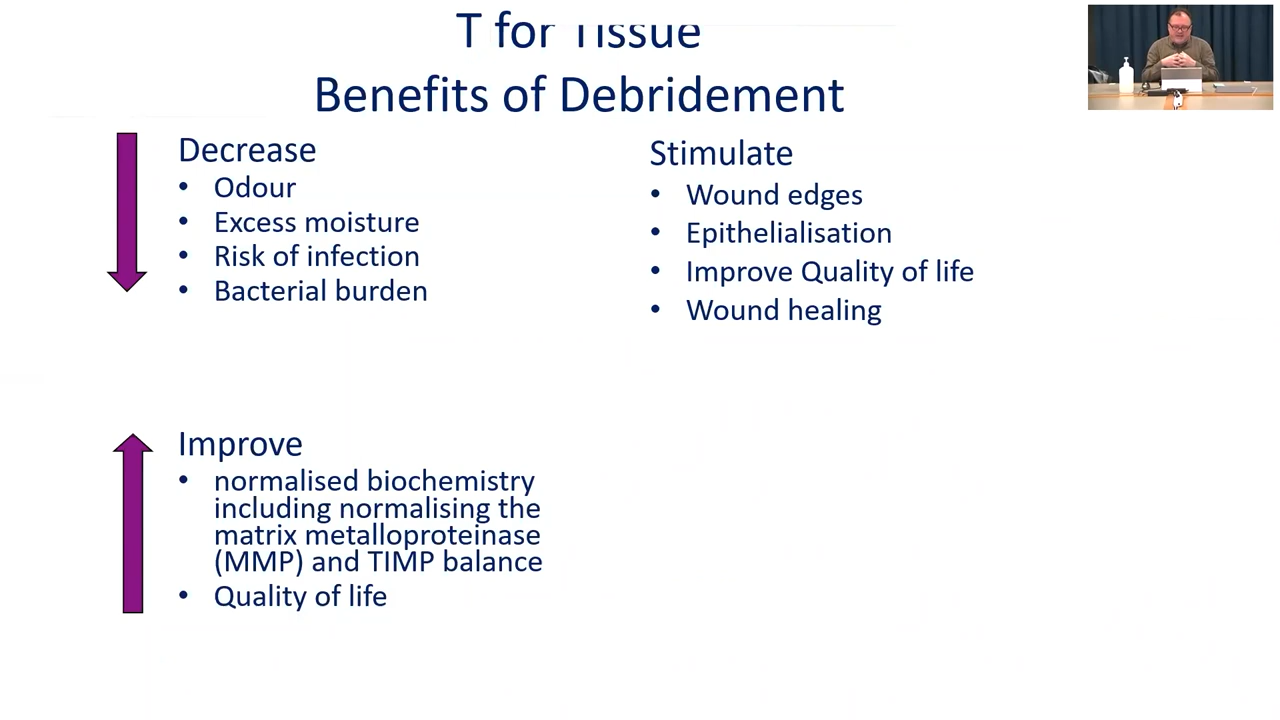 T for Tissue
Benefits of Debridement
Decrease
• Odour
• Excess moisture
• Risk of infection
• Bacterial burden
Stimulate
• Wound edges
• Epithelialisation
• Improve Quality of life
• Wound healing
Improve
• normalised biochemistry
including normalising the
matrix metalloproteinase
(MMP) and TIMP balance
• Quality of life